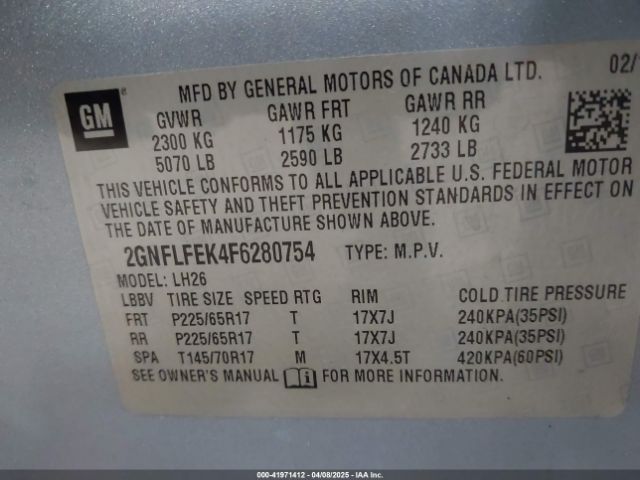 MFD BY GENERAL MOTORS OF CANADA LTD. 02/
GM ®
GVWR GAWR FRT GAWR RR
2300 KG 1175 KG 1240 KG
5070 LB 2590 LB 2733 LB
THIS VEHICLE CONFORMS TO ALL APPLICABLE U.S. FEDERAL MOTOR
VEHICLE SAFETY AND THEFT PREVENTION STANDARDS IN EFFECT ON
THE DATE OF MANUFACTURE SHOWN ABOVE.
2GNFLFEK4F6280754 TYPE: M.P.V.
MODEL: LH26
LBBV TIRE SIZE SPEED RTG RIM COLD TIRE PRESSURE
FRT P225/65R17 T 17X7J 240KPA(35PSI)
RR P225/65R17 T 17X7J 240KPA(35PSI)
SPA T145/70R17 M 17X4.5T 420KPA(60PSI)
SEE OWNER'S MANUAL i FOR MORE INFORMATION.
000-41971412 - 04/08/2025 - IAA Inc.